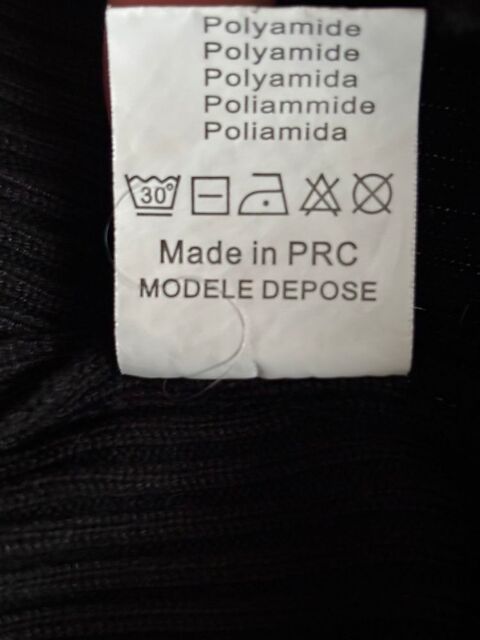 Polyamide
Polyamide
Polyamida
Poliammide
Poliamida
30°
Made in PRC
MODELE DEPOSE